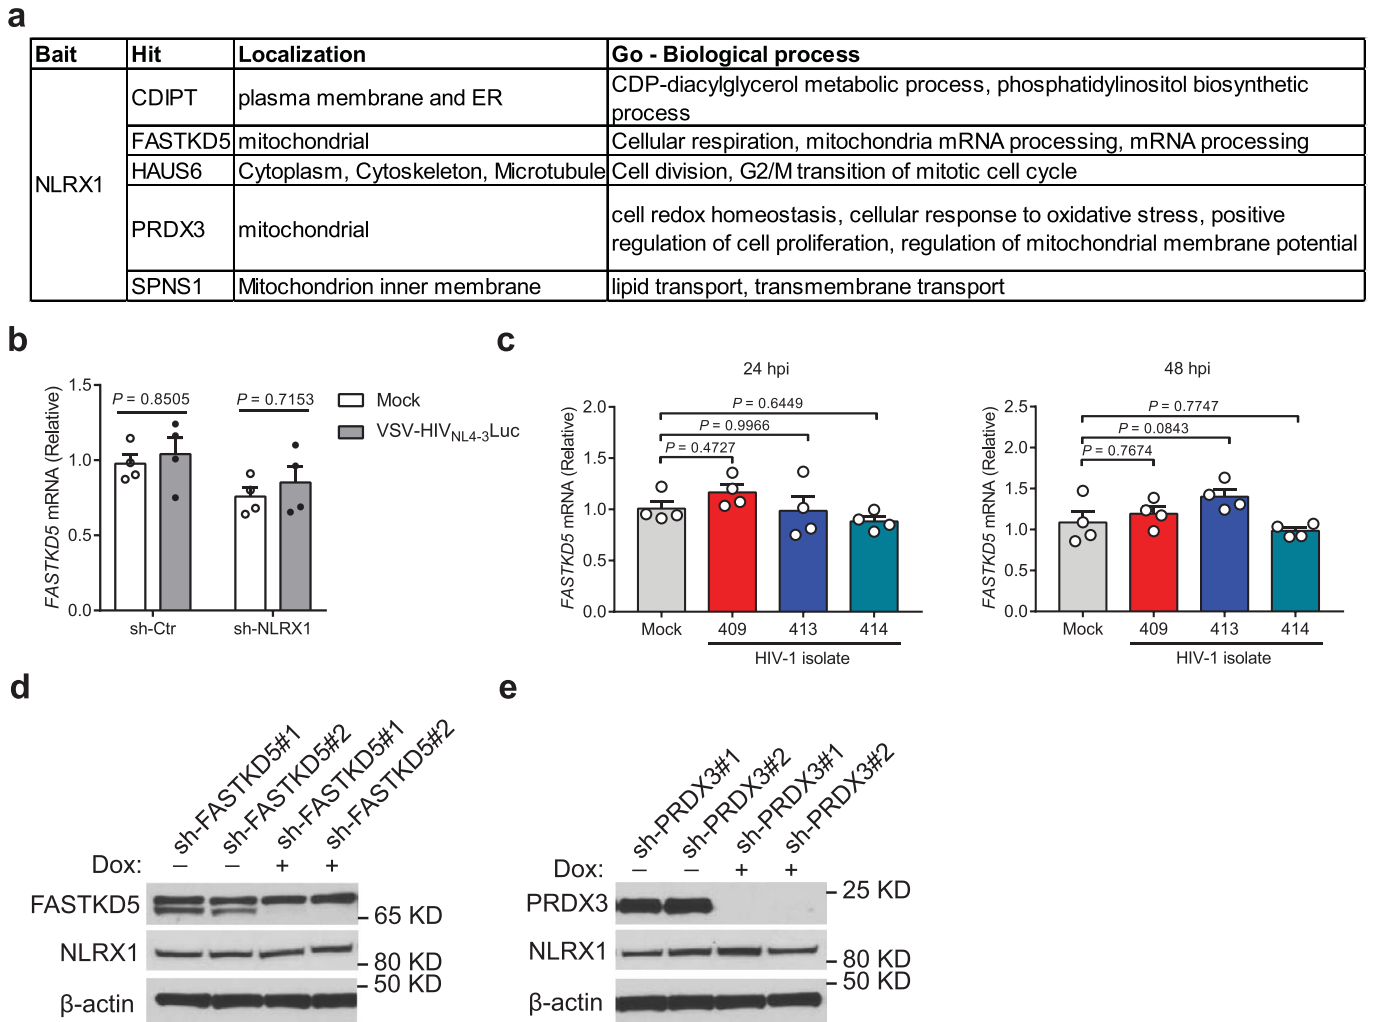 a
Bait Hit Localization Go - Biological process
NLRX1
CDIPT plasma membrane and ER CDP-diacylglycerol metabolic process, phosphatidylinositol biosynthetic
process
FASTKD5 mitochondrial Cellular respiration, mitochondria mRNA processing, mRNA processing
HAUS6 Cytoplasm, Cytoskeleton, Microtubule Cell division, G2/M transition of mitotic cell cycle
PRDX3 mitochondrial cell redox homeostasis, cellular response to oxidative stress, positive
regulation of cell proliferation, regulation of mitochondrial membrane potential
SPNS1 Mitochondrion inner membrane lipid transport, transmembrane transport
b
FASTKD5 mRNA (Relative)
1.5
1.0
0.5
0.0
P = 0.8505
P = 0.7153
sh-Ctr sh-NLRX1
Mock
VSV-HIVNL4-3Luc
c
24 hpi
FASTKD5 mRNA (Relative)
2.0
1.5
1.0
0.5
0.0
P = 0.6449
P = 0.9966
P = 0.4727
Mock 409 413 414
HIV-1 isolate
48 hpi
FASTKD5 mRNA (Relative)
2.5
2.0
1.5
1.0
0.5
0.0
P = 0.7747
P = 0.0843
P = 0.7674
Mock 409 413 414
HIV-1 isolate
d
sh-FASTKD5#1
sh-FASTKD5#2
sh-FASTKD5#1
sh-FASTKD5#2
Dox: – – + +
FASTKD5
65 KD
NLRX1
80 KD
50 KD
β-actin
e
sh-PRDX3#1
sh-PRDX3#2
sh-PRDX3#1
sh-PRDX3#2
Dox: – – + +
25 KD
PRDX3
NLRX1
80 KD
50 KD
β-actin